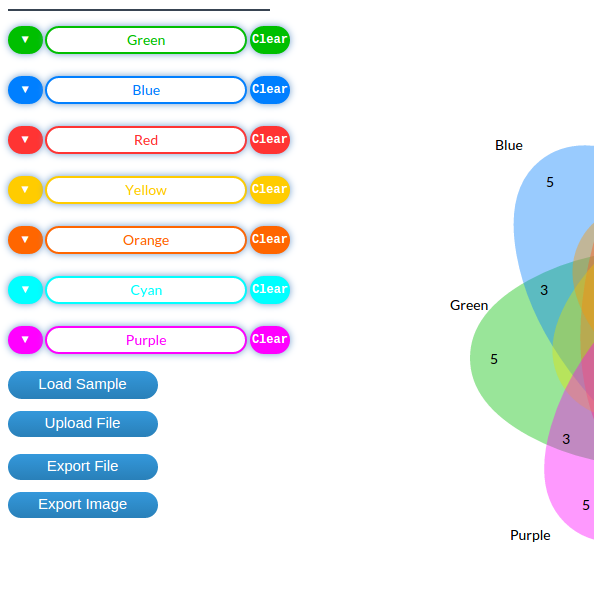 ▼ Green Clear
▼ Blue Clear
▼ Red Clear
▼ Yellow Clear
▼ Orange Clear
▼ Cyan Clear
▼ Purple Clear
Load Sample
Upload File
Export File
Export Image
Blue
5
3
Green
5
3
5
Purple